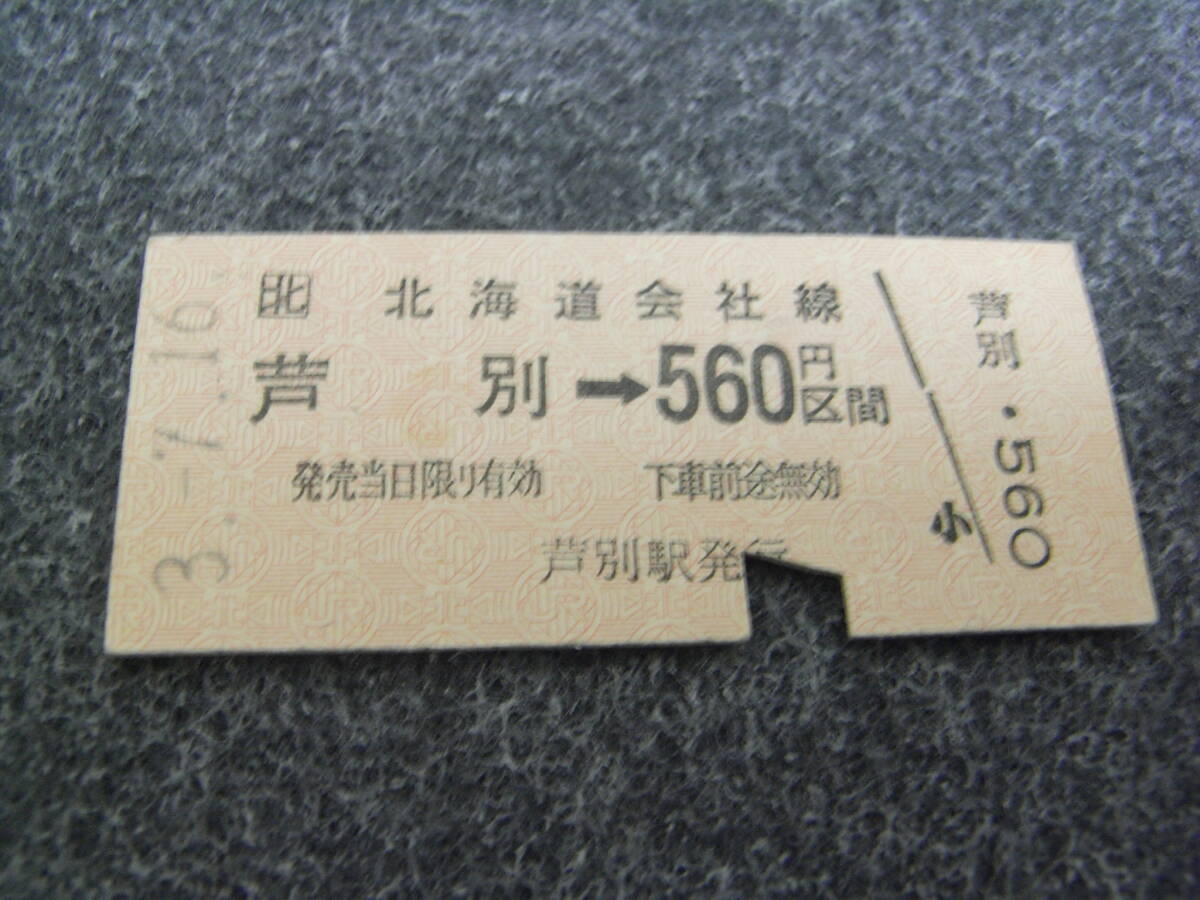 3.-7.16
北 北海道会社線
芦別→560円区間
発売当日限り有効 下車前途無効
芦別駅発行
芦別・560